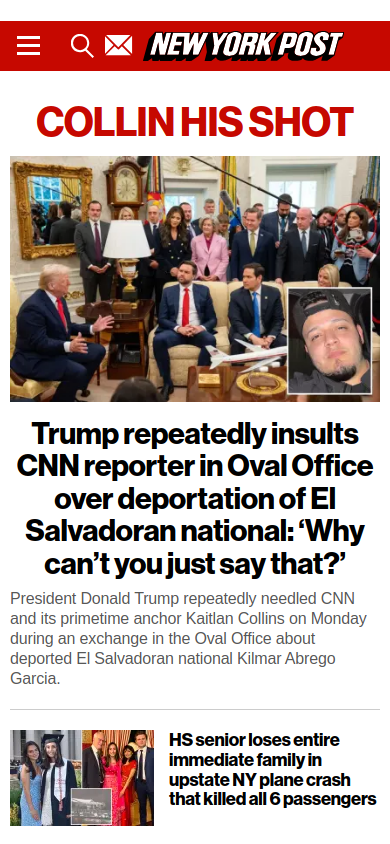 NEW YORK POST
COLLIN HIS SHOT
Trump repeatedly insults
CNN reporter in Oval Office
over deportation of El
Salvadoran national: ‘Why
can’t you just say that?’
President Donald Trump repeatedly needled CNN
and its primetime anchor Kaitlan Collins on Monday
during an exchange in the Oval Office about
deported El Salvadoran national Kilmar Abrego
Garcia.
HS senior loses entire
immediate family in
upstate NY plane crash
that killed all 6 passengers